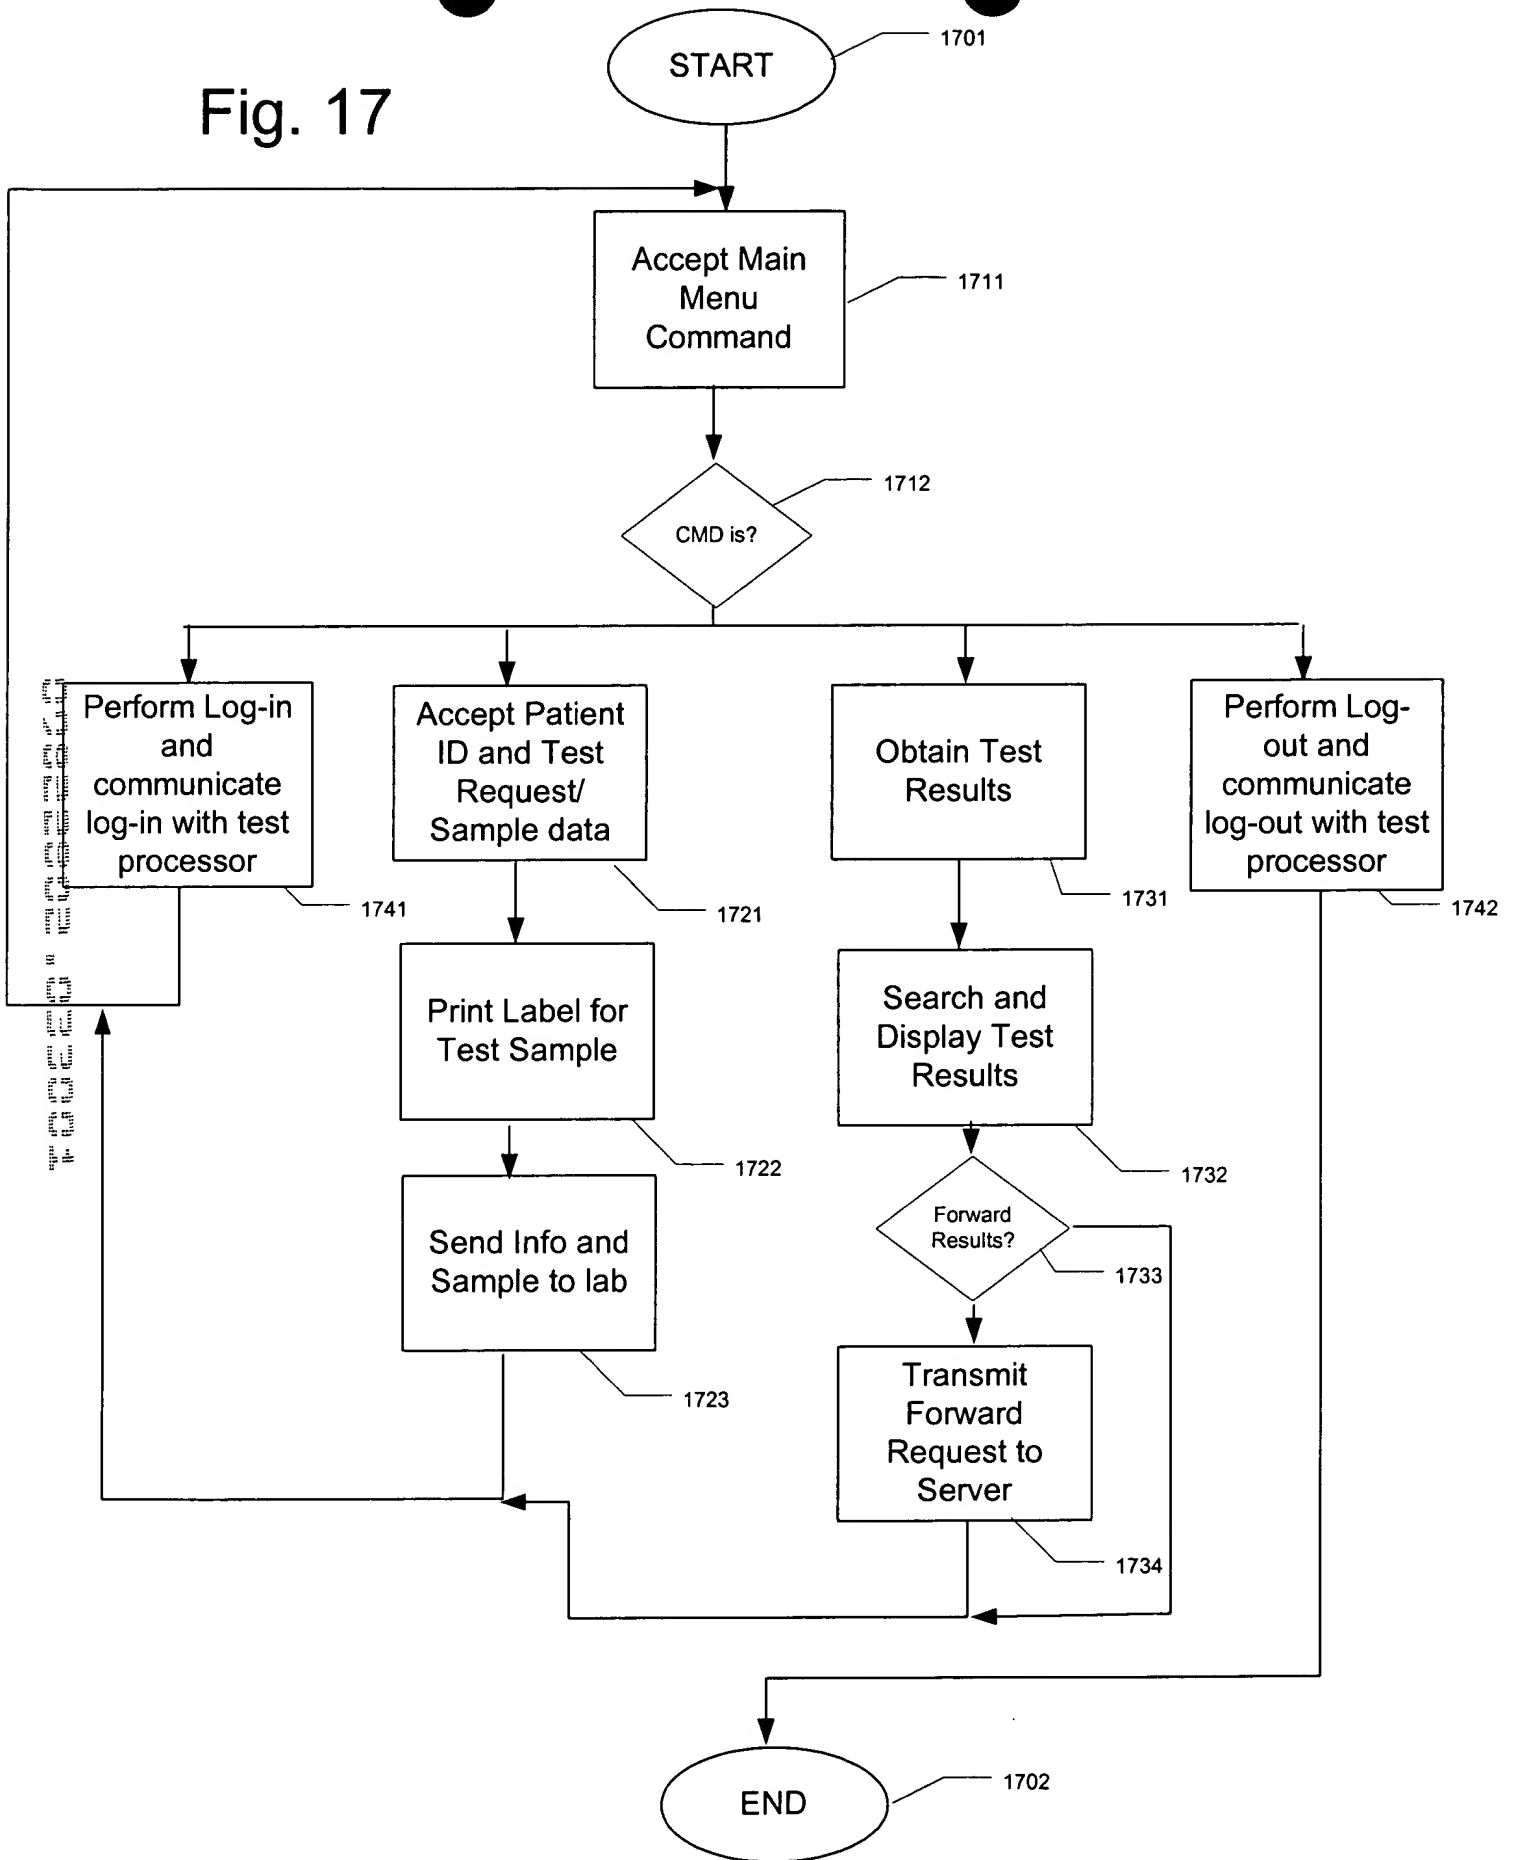 Fig. 17
START
1701
Accept Main
Menu
Command
1711
CMD is?
1712
Perform Log-in
and
communicate
log-in with test
processor
1741
Accept Patient
ID and Test
Request/
Sample data
1721
Obtain Test
Results
1731
Perform Log-
out and
communicate
log-out with test
processor
1742
Print Label for
Test Sample
1722
Search and
Display Test
Results
1732
Send Info and
Sample to lab
1723
Forward
Results?
1733
Transmit
Forward
Request to
Server
1734
END
1702